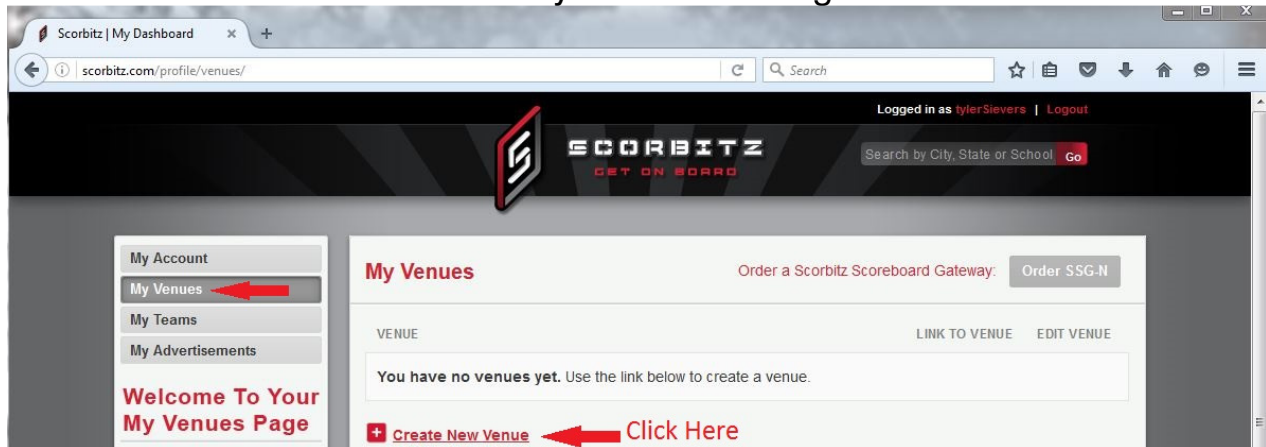 Scorbitz | My Dashboard
scorbitz.com/profile/venues/
Search
Logged in as tylerSievers | Logout
SCORBITZ
GET ON BOARD
Search by City, State or School Go
My Account
My Venues
My Teams
My Advertisements
Welcome To Your
My Venues Page
My Venues
Order a Scorbitz Scoreboard Gateway: Order SSG-N
VENUE LINK TO VENUE EDIT VENUE
You have no venues yet. Use the link below to create a venue.
Create New Venue Click Here